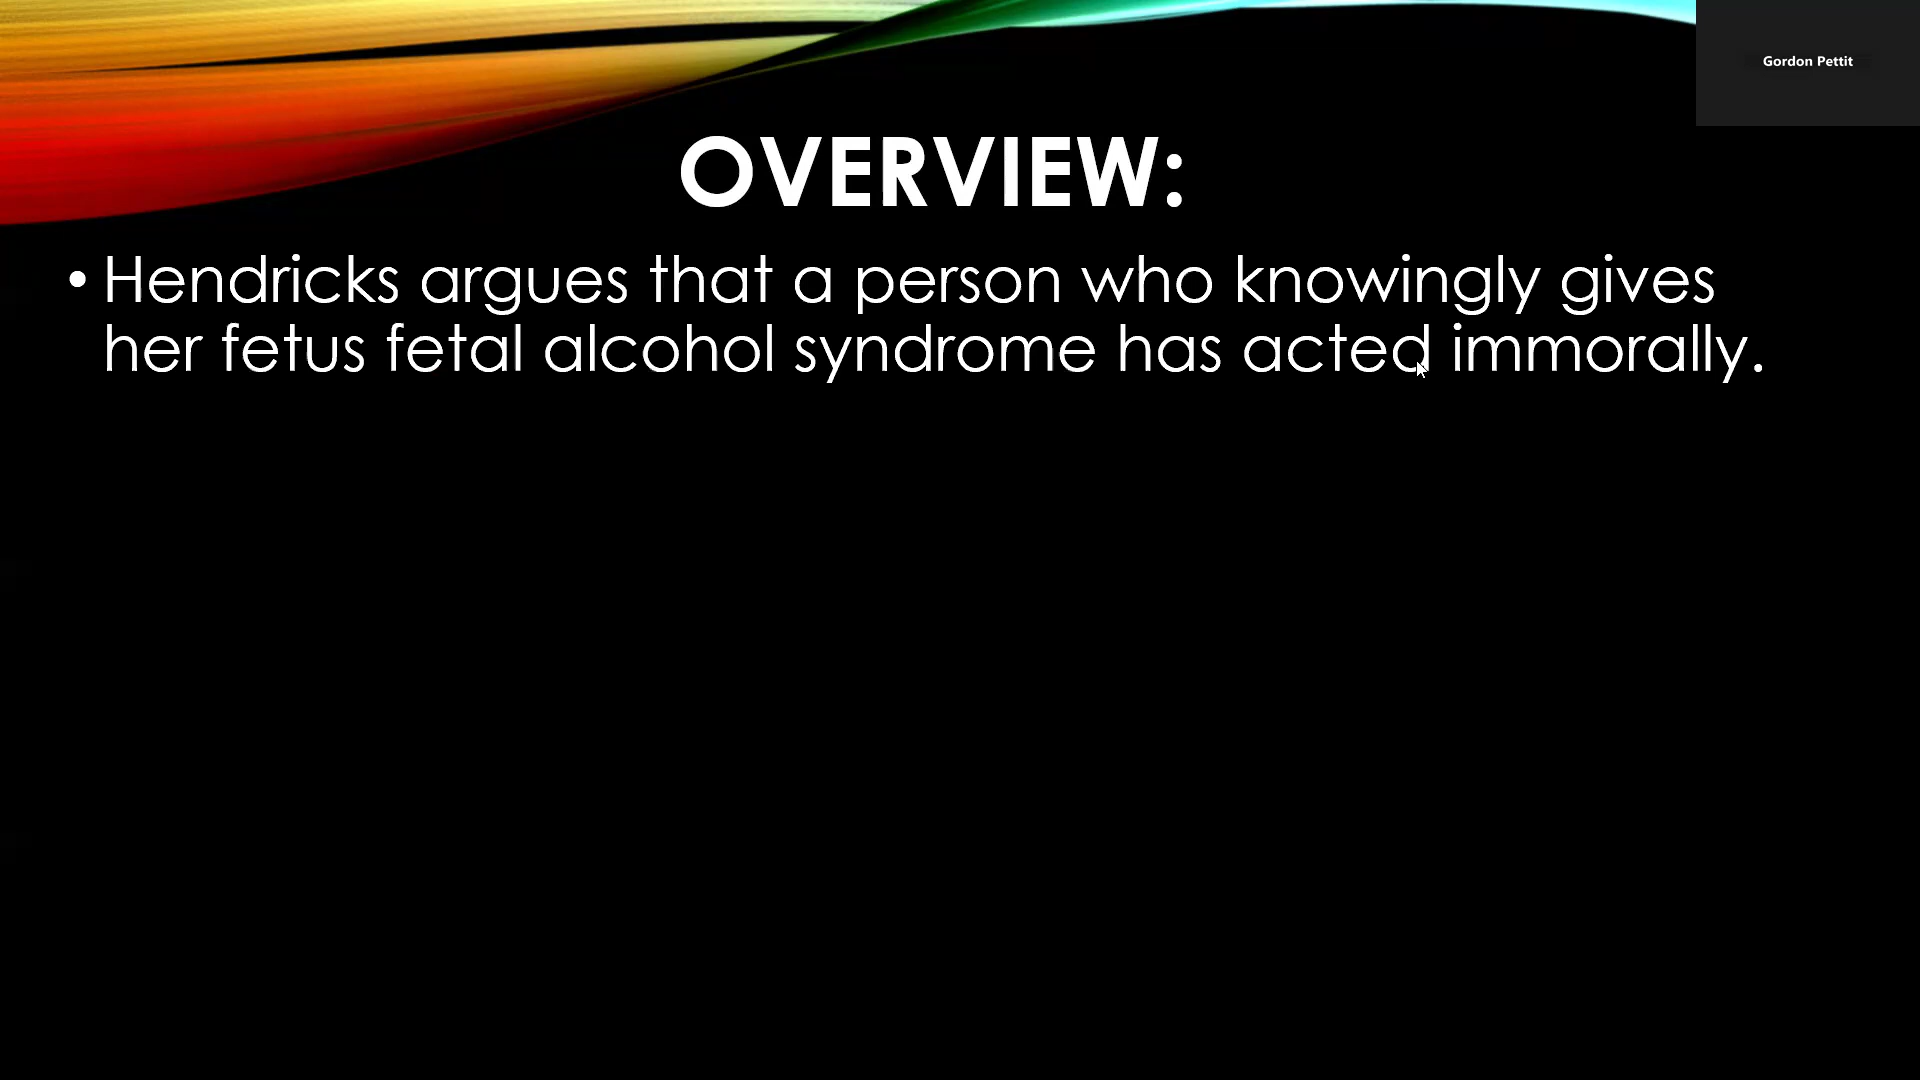 Gordon Pettit
OVERVIEW:
• Hendricks argues that a person who knowingly gives
her fetus fetal alcohol syndrome has acted immorally.